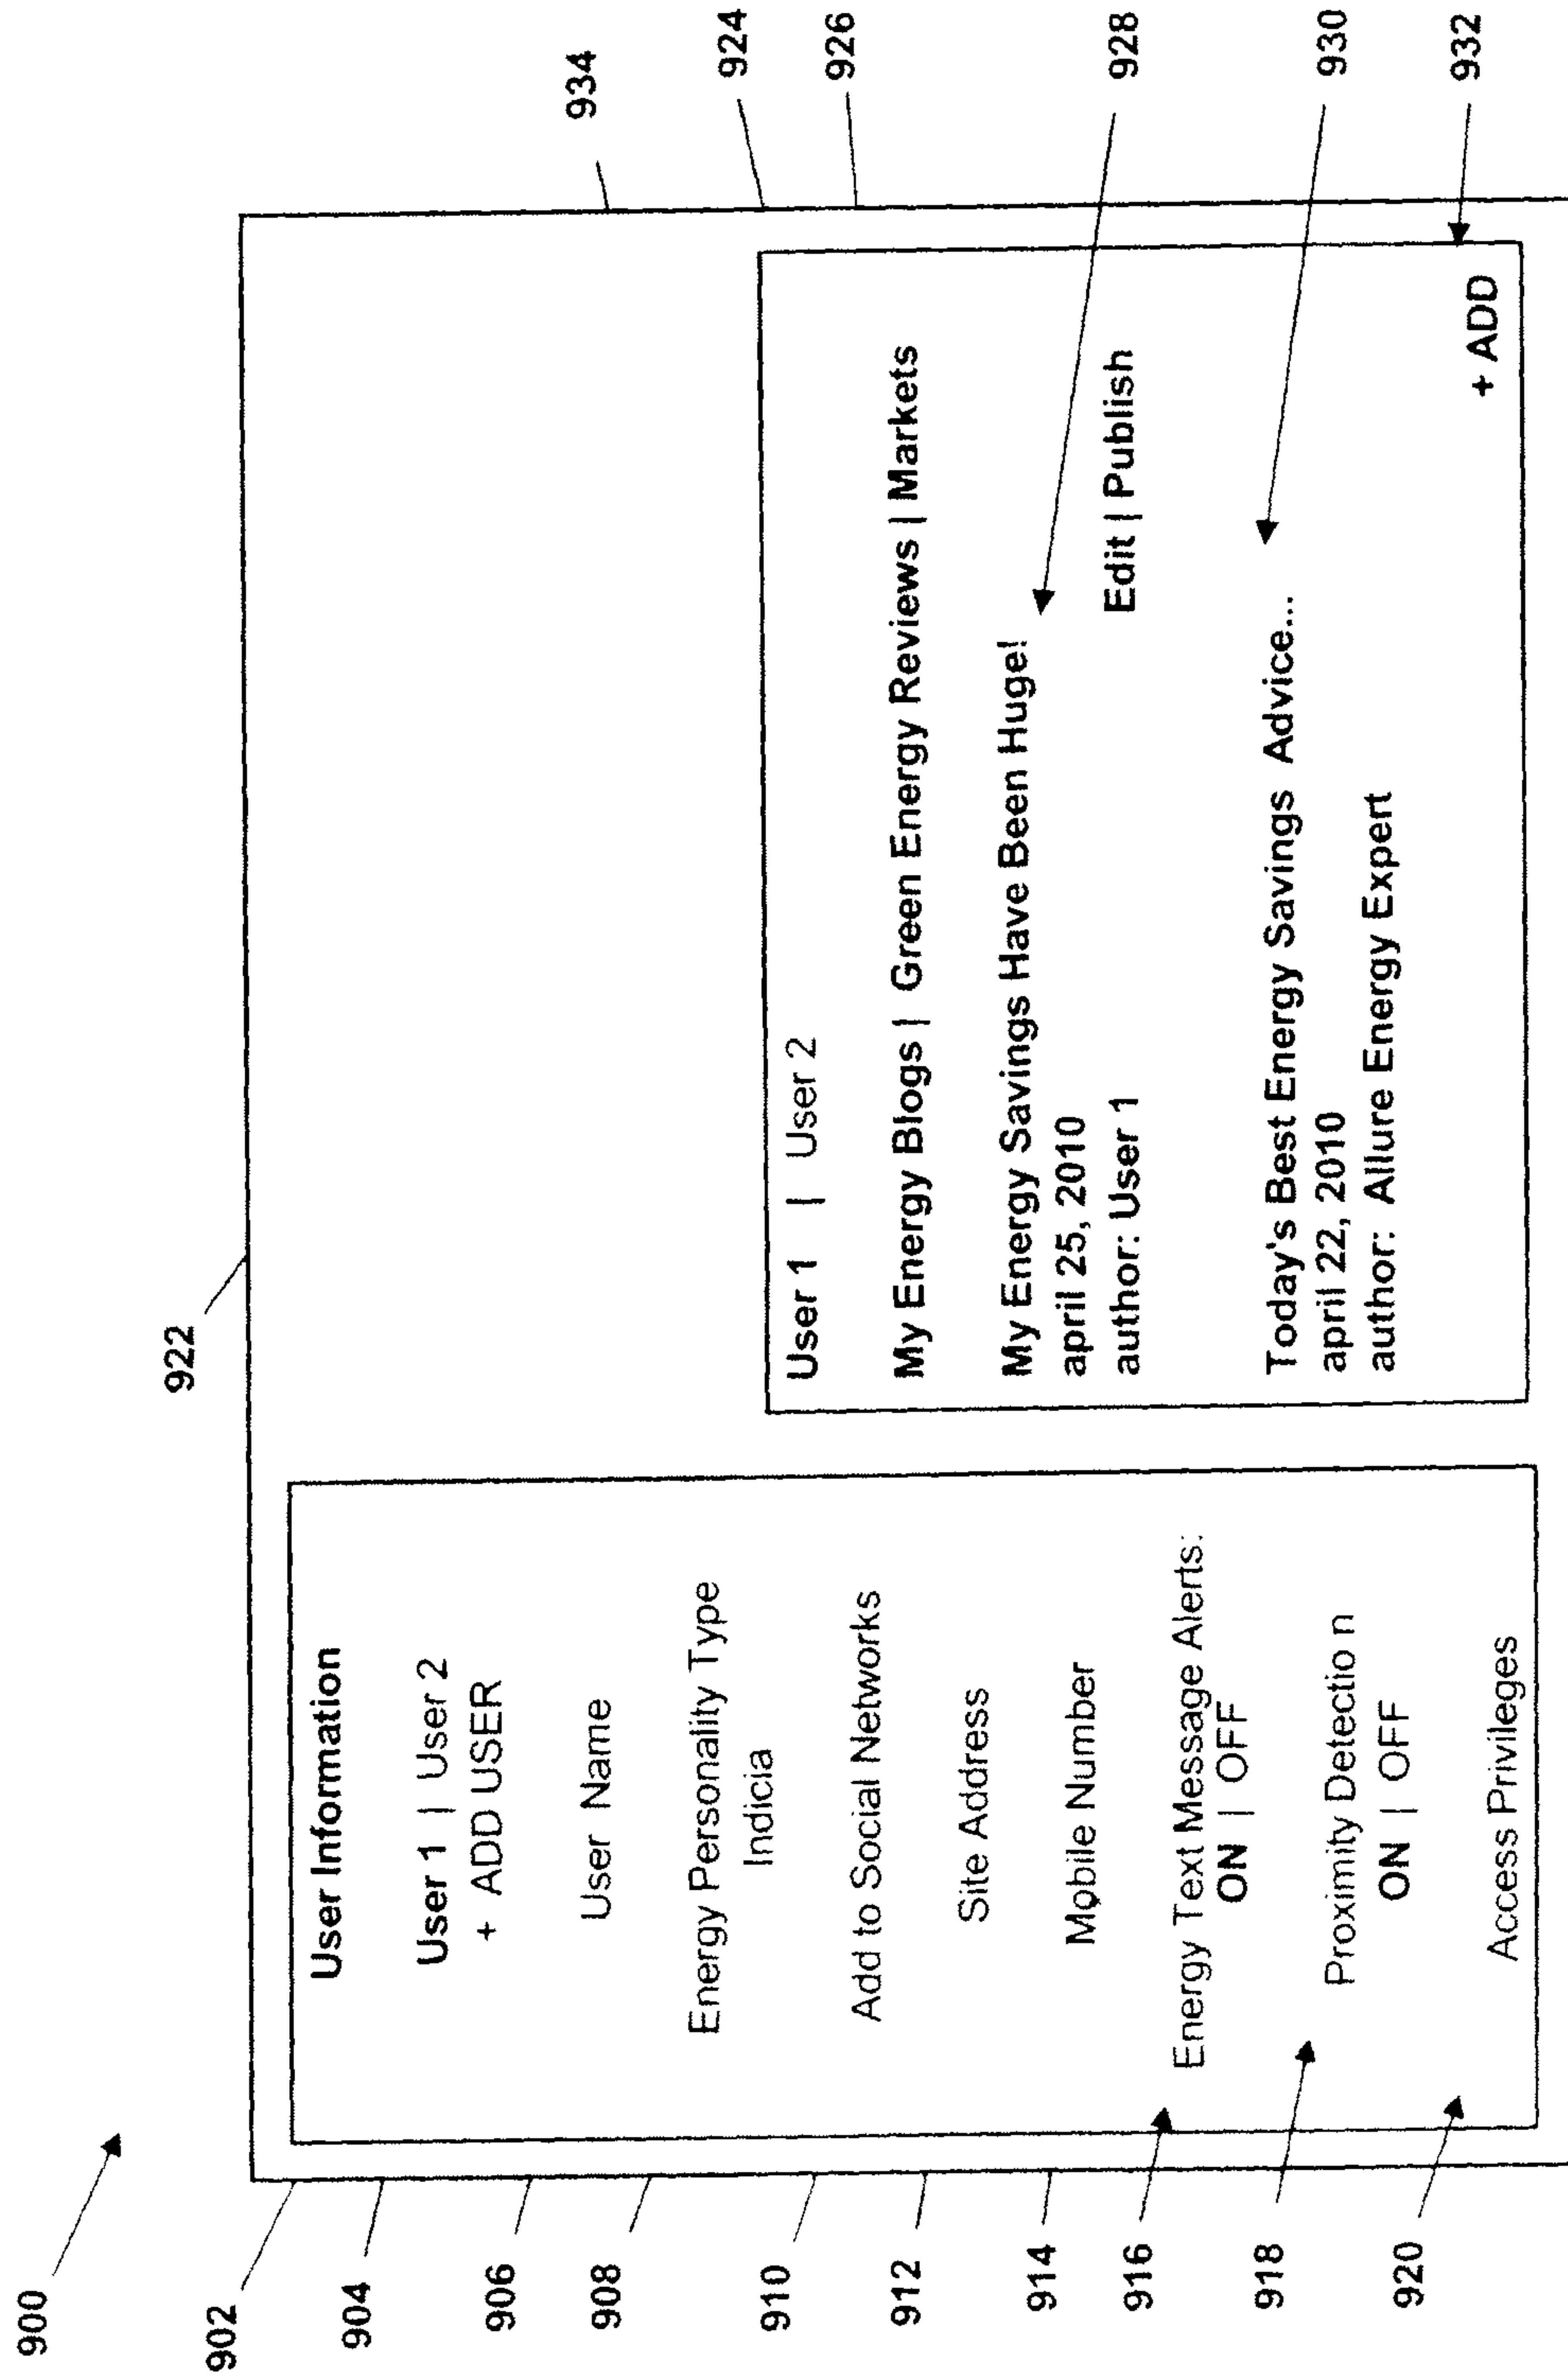 900
922
902
904
906
908
910
912
914
916
918
920
User Information
User 1 | User 2
+ ADD USER
User Name
Energy Personality Type
Indicia
Add to Social Networks
Site Address
Mobile Number
Energy Text Message Alerts:
ON | OFF
Proximity Detectio n
ON | OFF
Access Privileges
User 1 | User 2
My Energy Blogs | Green Energy Reviews | Markets
My Energy Savings Have Been Huge!
april 25, 2010
author: User 1
Edit | Publish
Today's Best Energy Savings Advice...
april 22, 2010
author: Allure Energy Expert
+ ADD
934
924
926
928
930
932